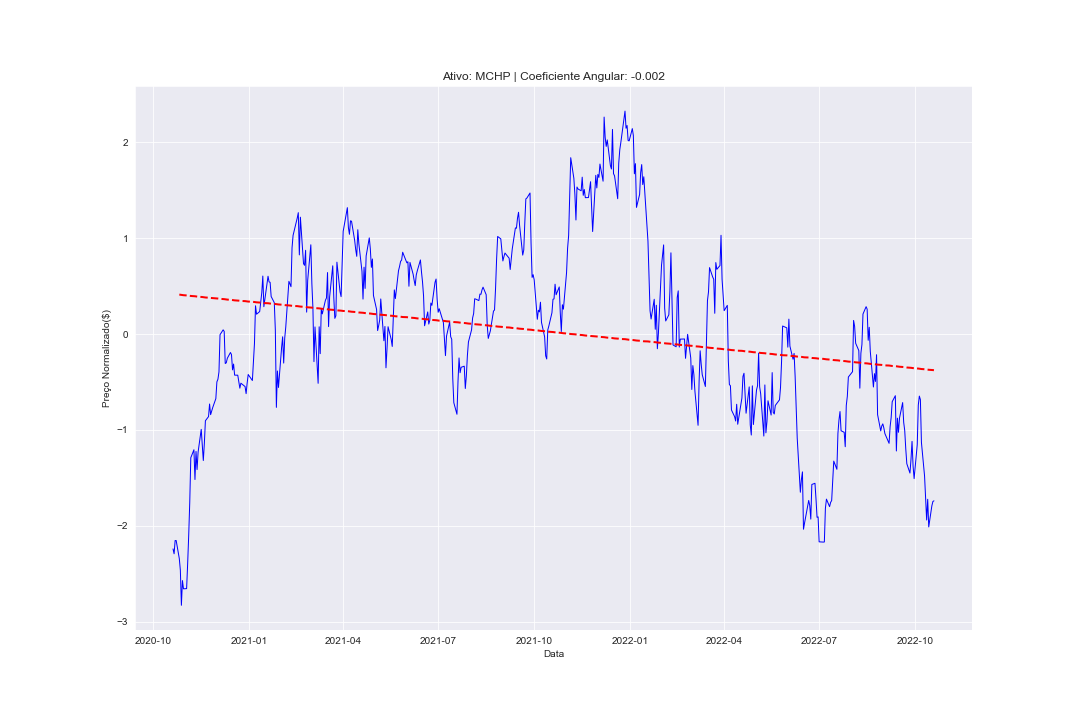 Ativo: MCHP | Coeficiente Angular: -0.002
Preço Normalizado($)
2
1
0
−1
−2
−3
2020-10 2021-01 2021-04 2021-07 2021-10 2022-01 2022-04 2022-07 2022-10
Data